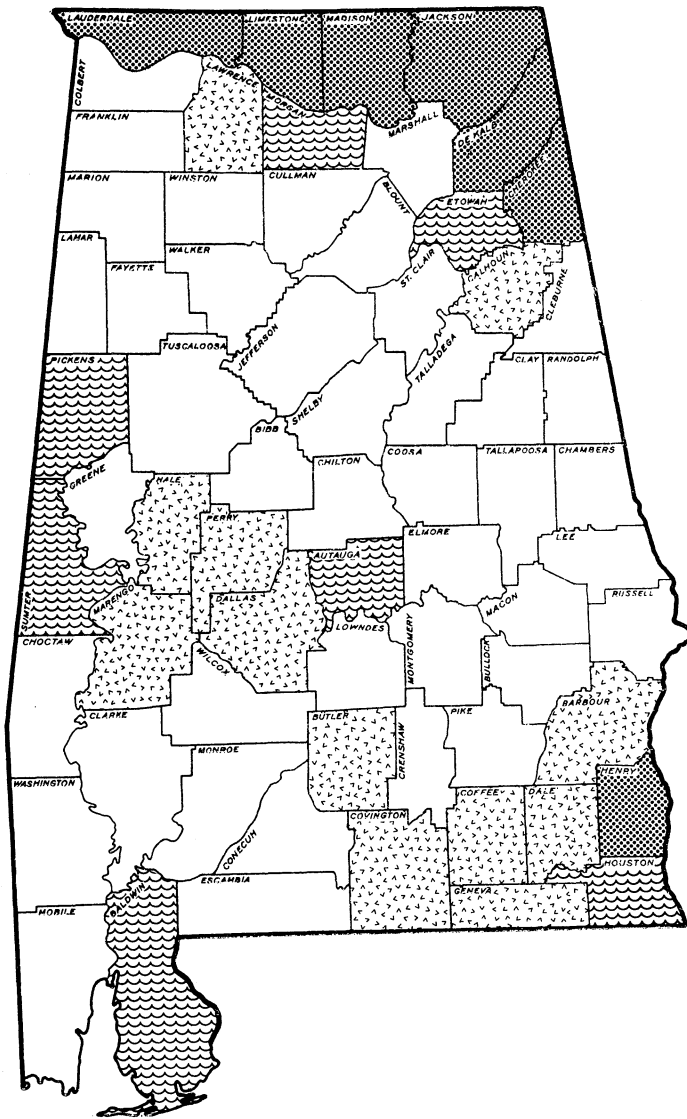 LAUDERDALE
LIMESTONE
MADISON
JACKSON
COLBERT
LAWRENCE
MORGAN
FRANKLIN
MARSHALL
DE KALB
MARION
WINSTON
CULLMAN
BLOUNT
ETOWAH
LAMAR
FAYETTE
WALKER
ST. CLAIR
CALHOUN
CLEBURNE
PICKENS
TUSCALOOSA
JEFFERSON
TALLADEGA
CLAY
RANDOLPH
SHELBY
BIBB
GREENE
HALE
CHILTON
COOSA
TALLAPOOSA
CHAMBERS
PERRY
SUMTER
MARENGO
DALLAS
AUTAUGA
ELMORE
LEE
MACON
RUSSELL
CHOCTAW
WILCOX
LOWNDES
MONTGOMERY
BULLOCK
CLARKE
BUTLER
CRENSHAW
PIKE
BARBOUR
WASHINGTON
MONROE
CONECUH
COVINGTON
COFFEE
DALE
HENRY
HOUSTON
ESCAMBIA
GENEVA
MOBILE
BALDWIN